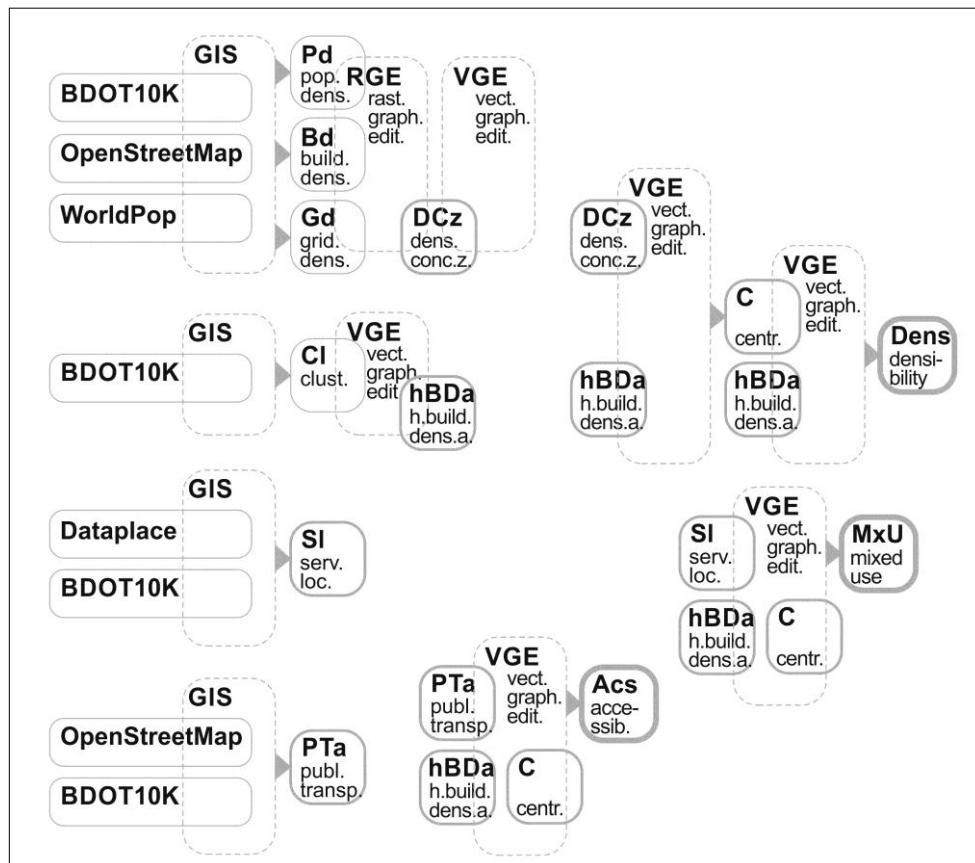 GIS
BDOT10K
OpenStreetMap
WorldPop
Pd
pop.
dens.
Bd
build.
dens.
Gd
grid.
dens.
RGE
rast.
graph.
edit.
VGE
vect.
graph.
edit.
DCz
dens.
conc.z.
DCz
dens.
conc.z.
VGE
vect.
graph.
edit.
hBDa
h.build.
dens.a.
C
centr.
hBDa
h.build.
dens.a.
VGE
vect.
graph.
edit.
Dens
densi-
bility
GIS
BDOT10K
Cl
clust.
VGE
vect.
graph.
edit.
hBDa
h.build.
dens.a.
GIS
Dataplace
BDOT10K
Sl
serv.
loc.
Sl
serv.
loc.
VGE
vect.
graph.
edit.
hBDa
h.build.
dens.a.
C
centr.
MxU
mixed
use
GIS
OpenStreetMap
BDOT10K
PTa
publ.
transp.
PTa
publ.
transp.
VGE
vect.
graph.
edit.
hBDa
h.build.
dens.a.
C
centr.
Acs
acce-
ssib.